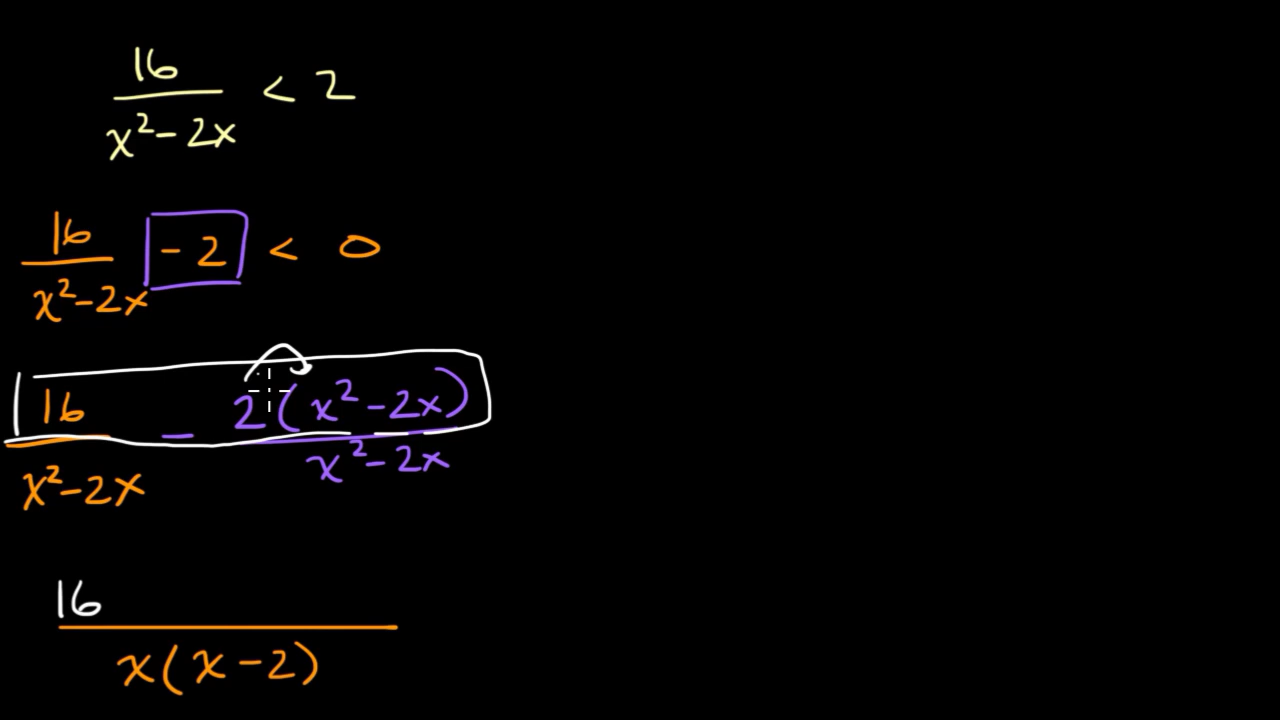 16
x² - 2x < 2
16
x² - 2x - 2 < 0
16 - 2(x² - 2x)
x² - 2x x² - 2x
16
x(x - 2)